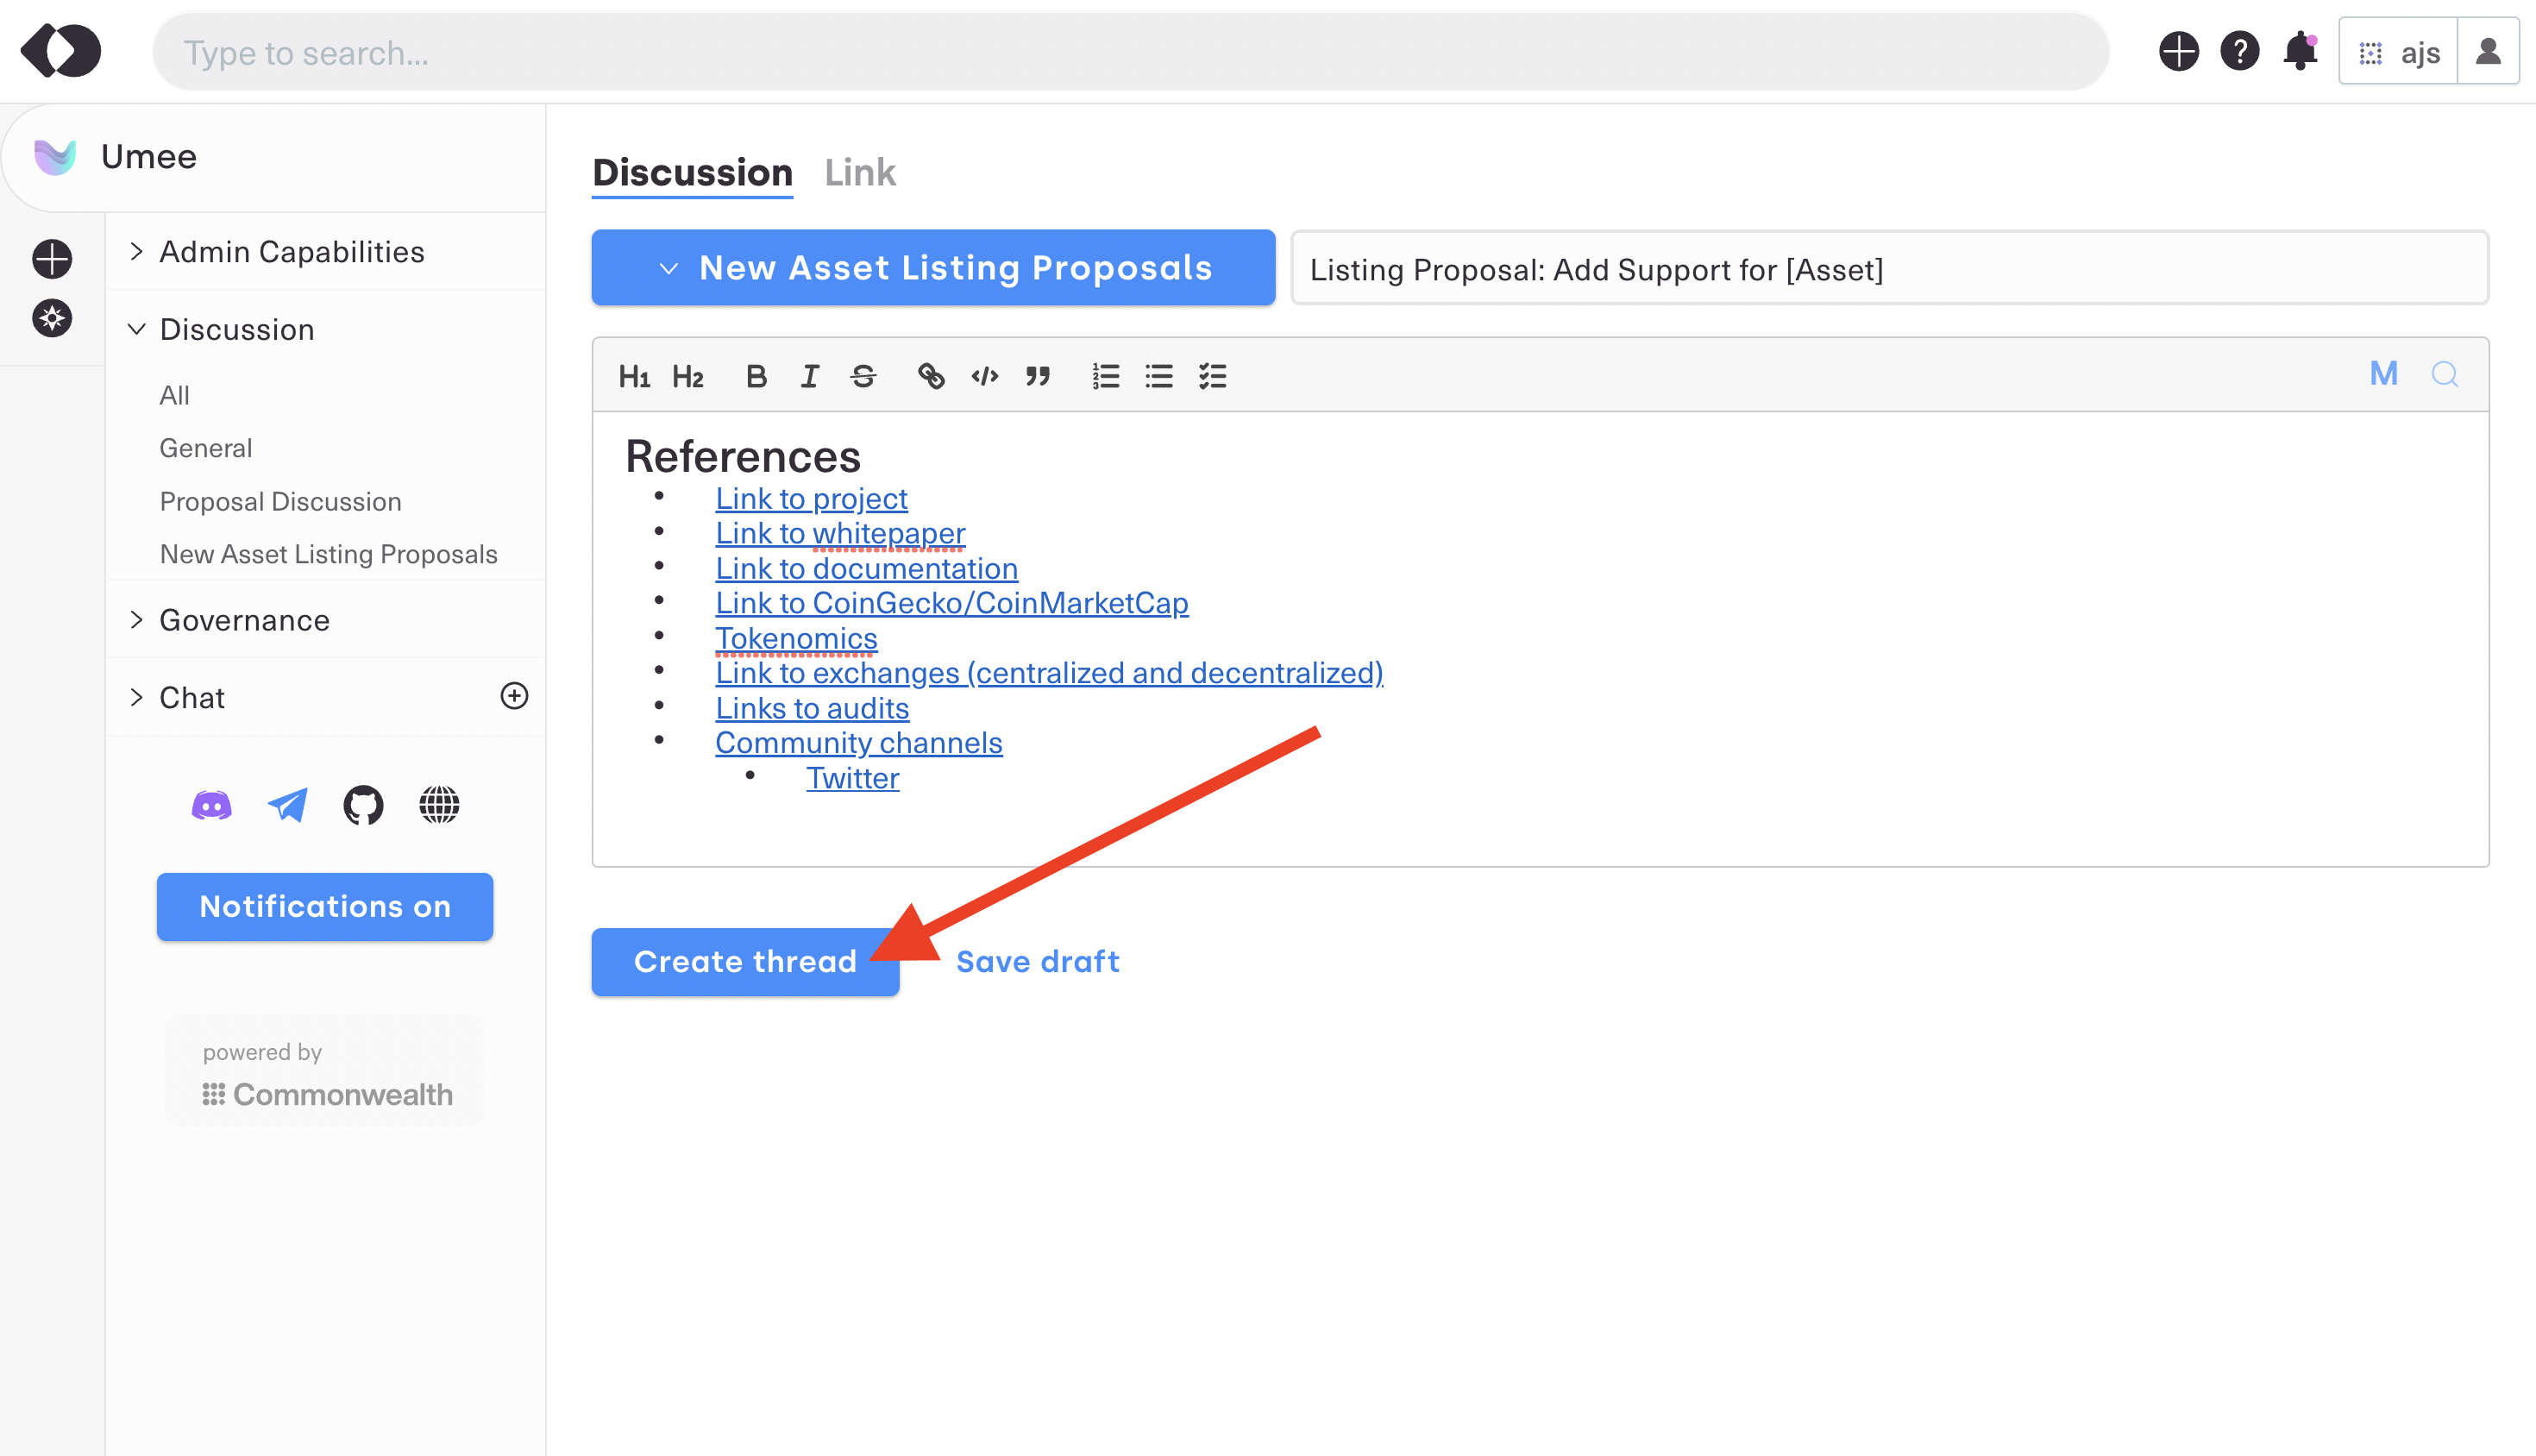 Type to search...
ajs
Umee
Admin Capabilities
Discussion
All
General
Proposal Discussion
New Asset Listing Proposals
Governance
Chat
Notifications on
powered by
Commonwealth
Discussion Link
New Asset Listing Proposals
Listing Proposal: Add Support for [Asset]
H1 H2 B I S
M
References
Link to project
Link to whitepaper
Link to documentation
Link to CoinGecko/CoinMarketCap
Tokenomics
Link to exchanges (centralized and decentralized)
Links to audits
Community channels
Twitter
Create thread
Save draft